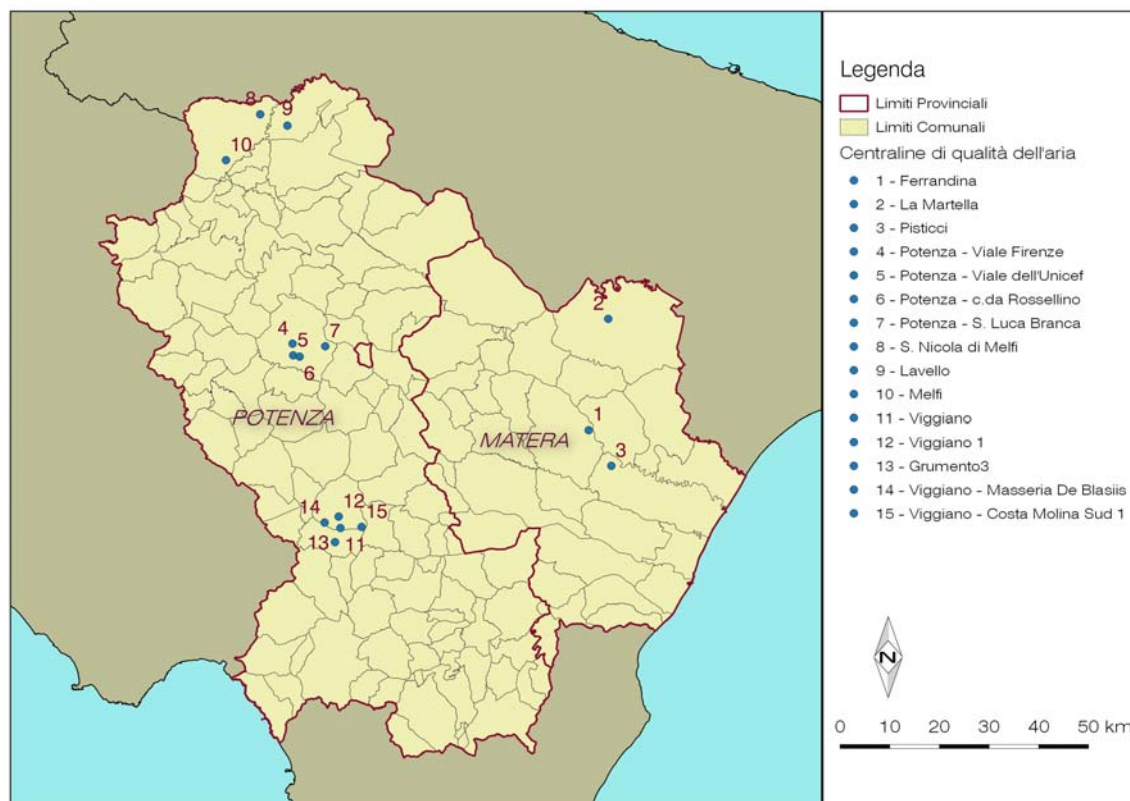 8
9
10
2
4
5
7
6
POTENZA
1
MATERA
3
12
14
15
13
11
Legenda
Limiti Provinciali
Limiti Comunali
Centraline di qualità dell'aria
1 - Ferrandina
2 - La Martella
3 - Pisticci
4 - Potenza - Viale Firenze
5 - Potenza - Viale dell'Unicef
6 - Potenza - c.da Rossellino
7 - Potenza - S. Luca Branca
8 - S. Nicola di Melfi
9 - Lavello
10 - Melfi
11 - Viggiano
12 - Viggiano 1
13 - Grumento3
14 - Viggiano - Masseria De Blasiis
15 - Viggiano - Costa Molina Sud 1
N
0 10 20 30 40 50 km